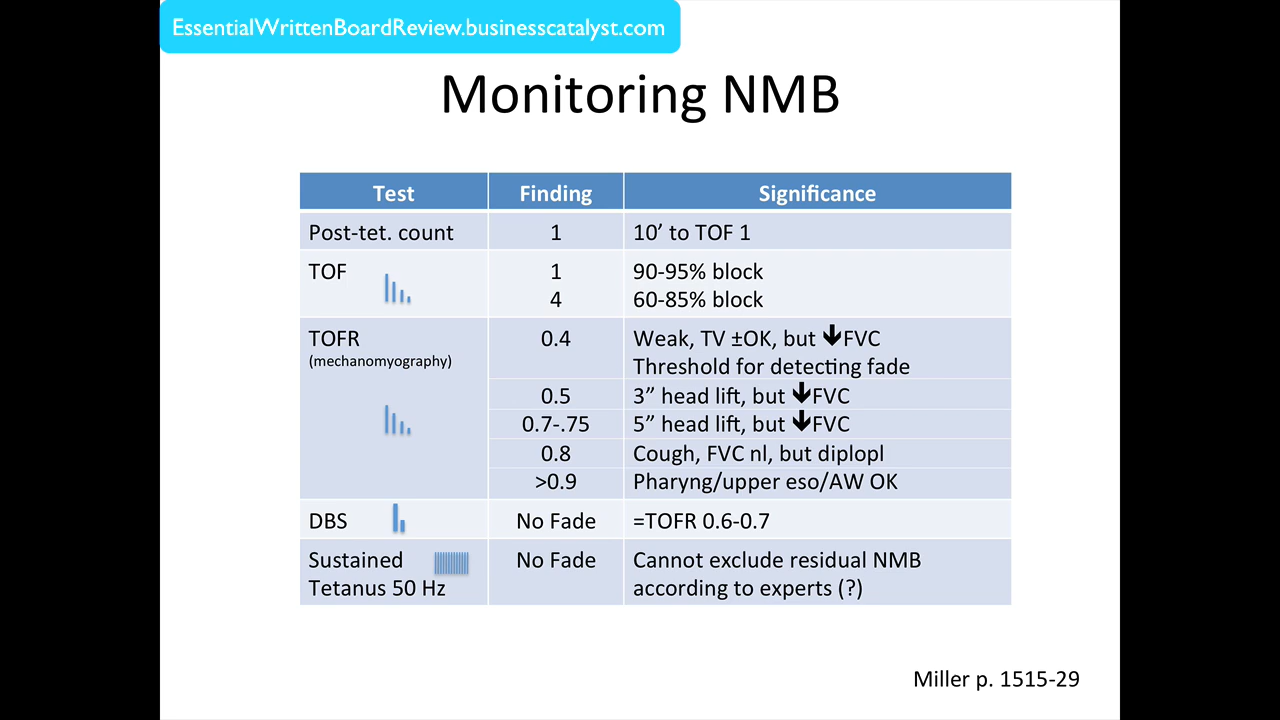 EssentialWrittenBoardReview.businesscatalyst.com
Monitoring NMB
Test Finding Significance
Post-tet. count 1 10’ to TOF 1
TOF 1 90-95% block
4 60-85% block
TOFR 0.4 Weak, TV ±OK, but 🡻FVC
(mechanomyography) Threshold for detecting fade
0.5 3” head lift, but 🡻FVC
0.7-.75 5” head lift, but 🡻FVC
0.8 Cough, FVC nl, but diplopl
>0.9 Pharyng/upper eso/AW OK
DBS No Fade =TOFR 0.6-0.7
Sustained No Fade Cannot exclude residual NMB
Tetanus 50 Hz according to experts (?)
Miller p. 1515-29